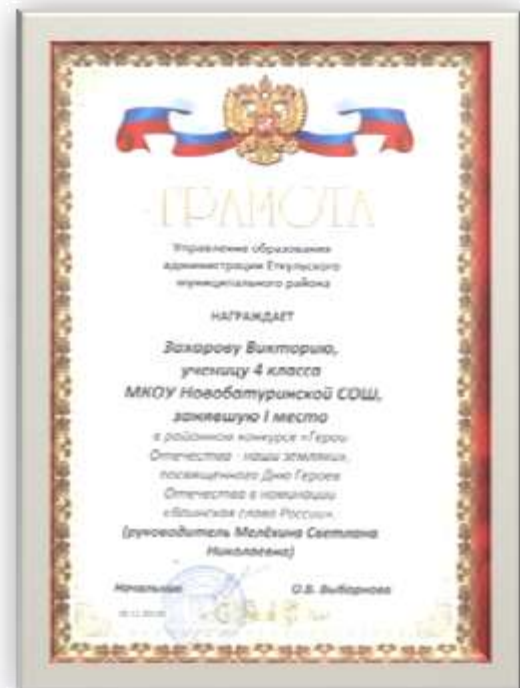 ГРАМОТА
Управление образования
администрации Еткульского
муниципального района
НАГРАЖДАЕТ
Захарову Викторию,
ученицу 4 класса
МКОУ Новобатуринской СОШ,
занявшую I место
в районном конкурсе «Герои
Отечества - наши земляки»,
посвященного Дню Героев
Отечества в номинации
«Воинская слава России».
(руководитель Мелёхина Светлана
Николаевна)
Начальник О.В. Выборнова